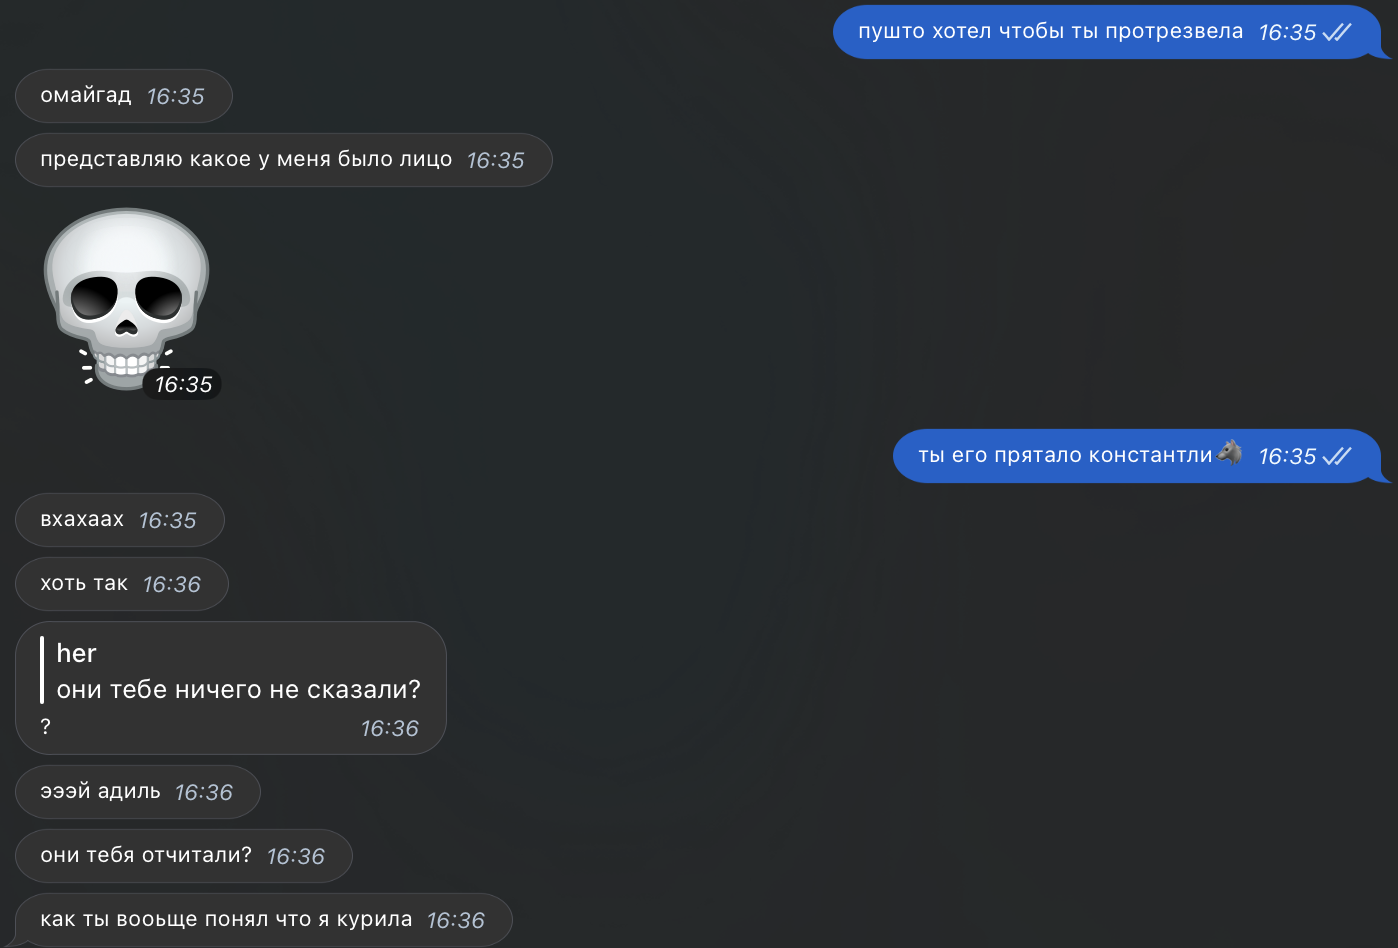 пушто хотел чтобы ты протрезвела 16:35
омайгад 16:35
представляю какое у меня было лицо 16:35
16:35
ты его прятало константли🐴 16:35
вхахаах 16:35
хоть так 16:36
her
они тебе ничего не сказали?
? 16:36
эээй адиль 16:36
они тебя отчитали? 16:36
как ты вооьще понял что я курила 16:36